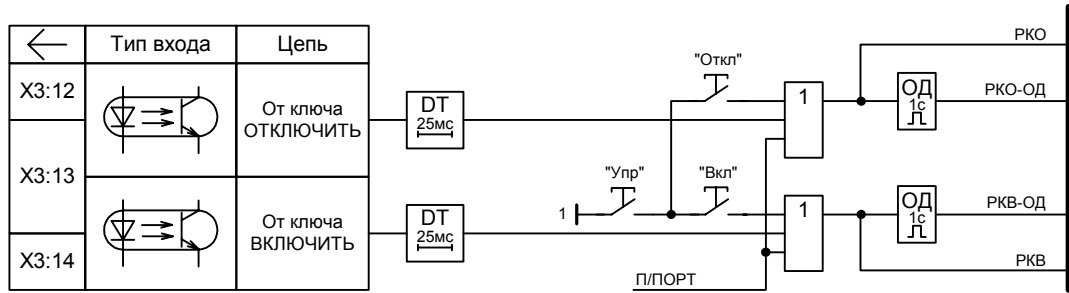 Тип входа
Цепь
X3:12
X3:13
X3:14
От ключа
ОТКЛЮЧИТЬ
От ключа
ВКЛЮЧИТЬ
DT
25мс
DT
25мс
"Откл"
"Упр"
"Вкл"
1
1
1
П/ПОРТ
ОД
1с
ОД
1с
РКО
РКО-ОД
РКВ-ОД
РКВ